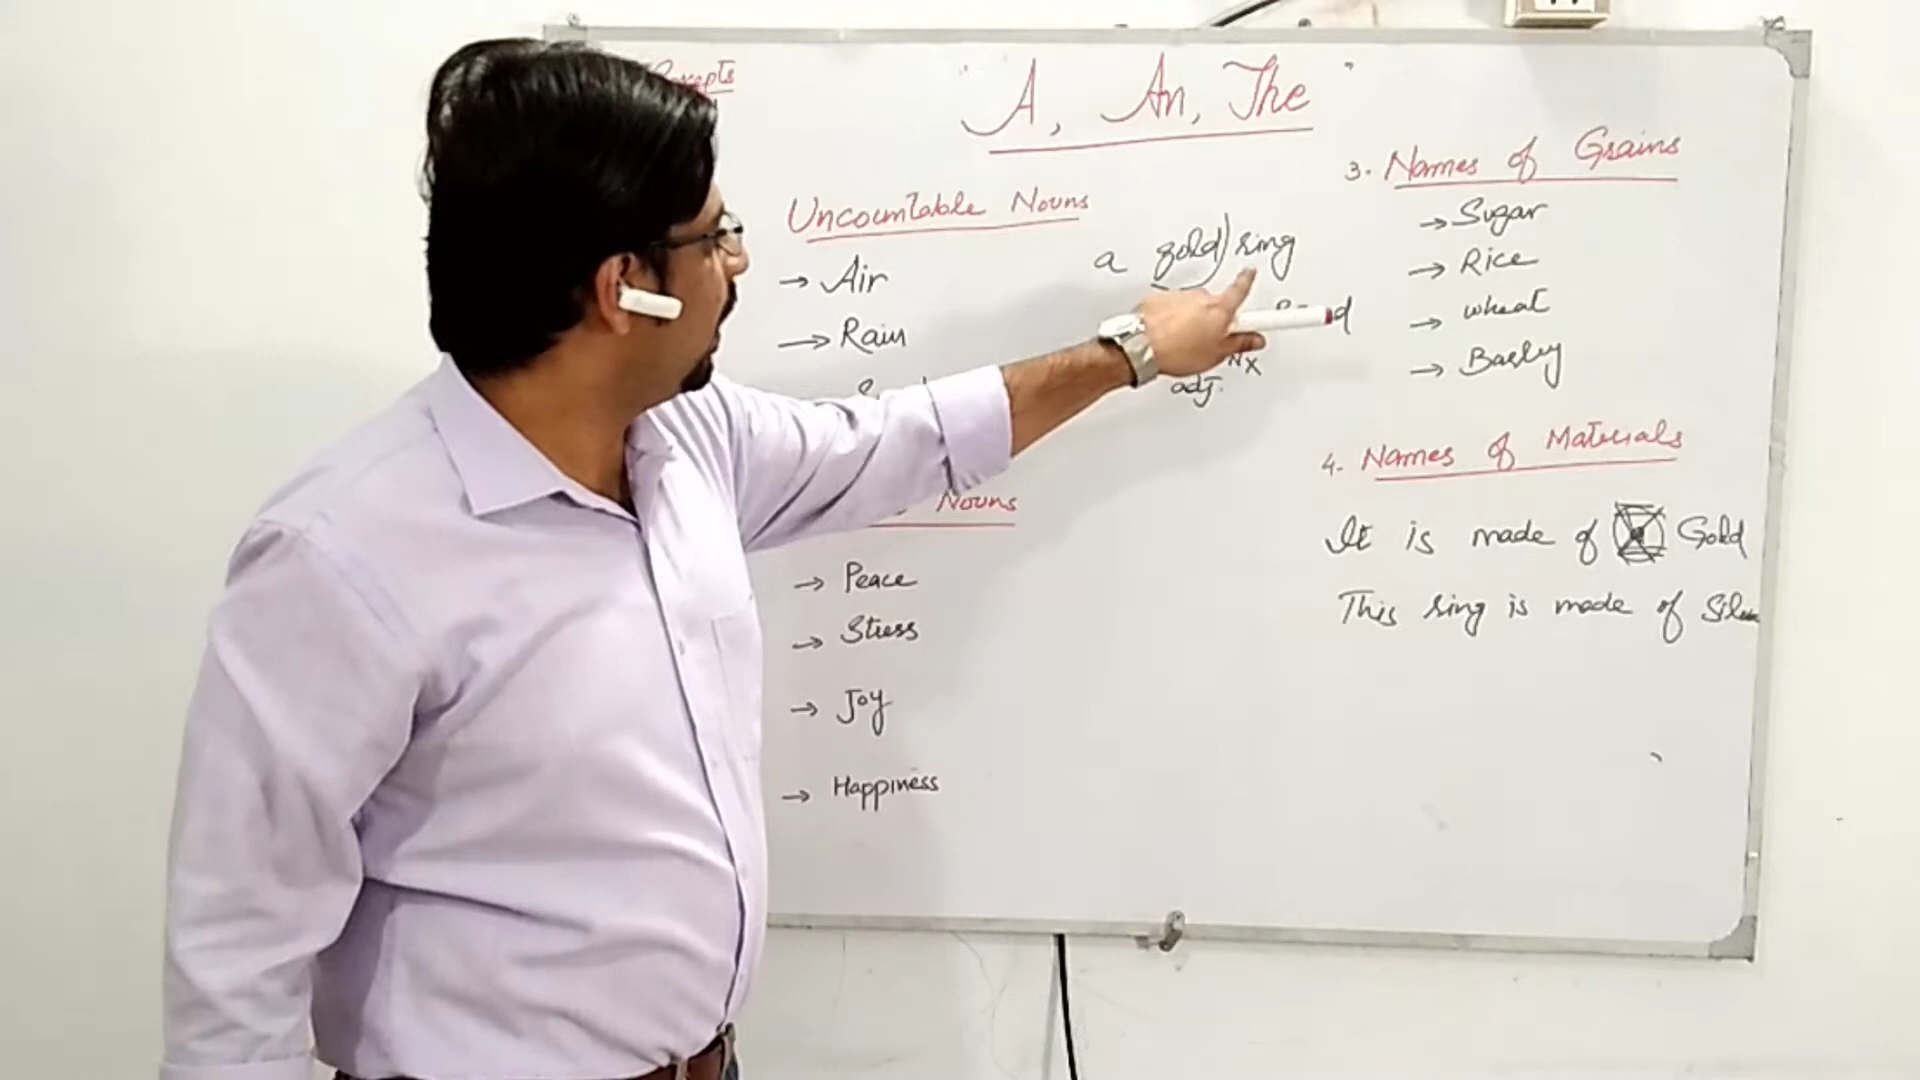 A, An, The
Uncountable Nouns
→ Air
→ Rain
Nouns
→ Peace
→ Stress
→ Joy
→ Happiness
a gold) ring
adj.
3. Names of Grains
→ Sugar
→ Rice
→ wheat
→ Barley
4. Names of Materials
It is made of Gold
This ring is made of